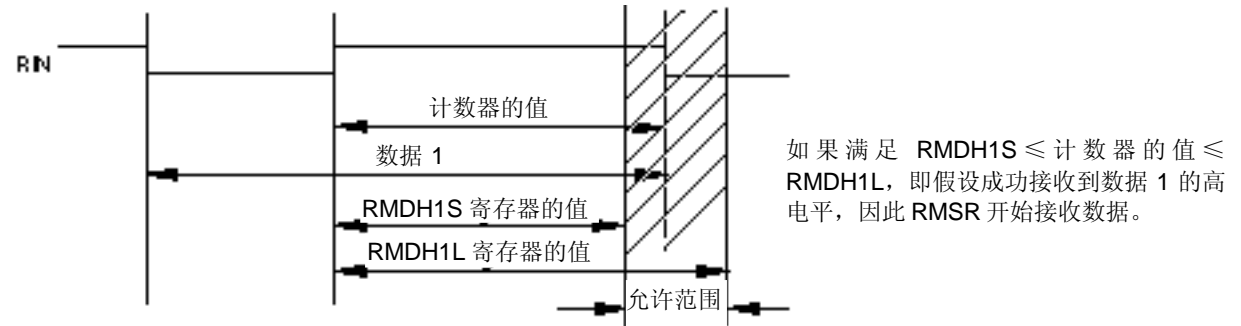 RIN
计数器的值
数据 1
RMDH1S 寄存器的值
RMDH1L 寄存器的值
允许范围
如果满足 RMDH1S≤计数器的值≤
RMDH1L，即假设成功接收到数据 1 的高
电平，因此 RMSR 开始接收数据。